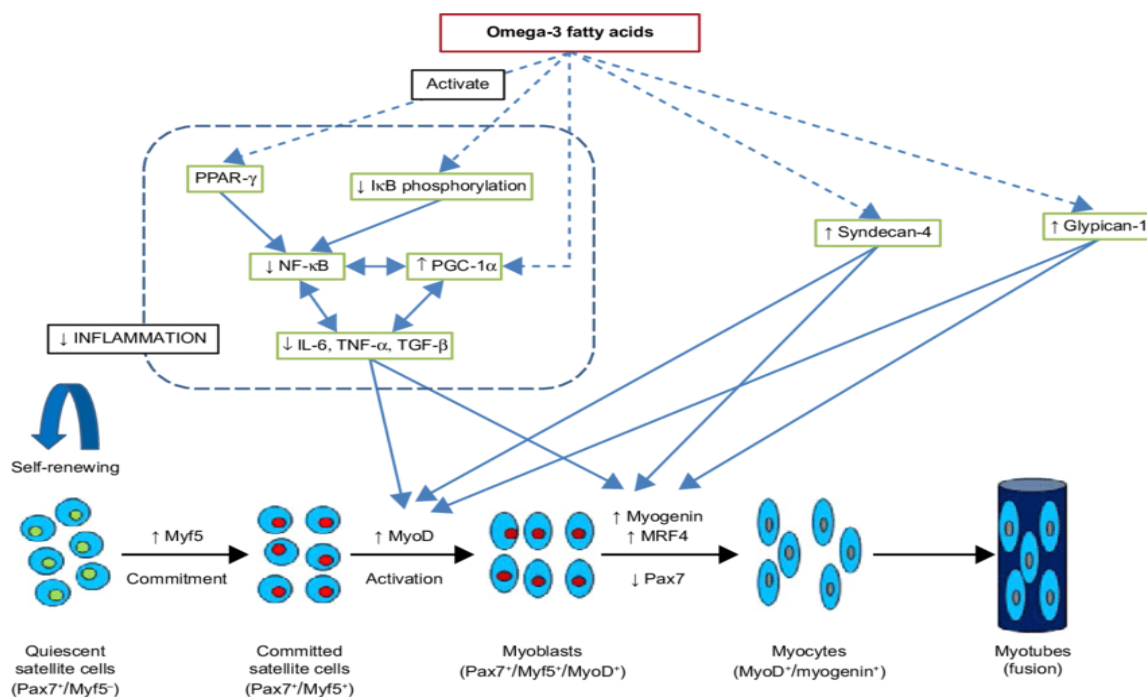 Omega-3 fatty acids
Activate
PPAR-γ
↓ IκB phosphorylation
↑ Syndecan-4
↑ Glypican-1
↓ NF-κB
↑ PGC-1α
↓ INFLAMMATION
↓ IL-6, TNF-α, TGF-β
Self-renewing
↑ Myf5
Commitment
↑ MyoD
Activation
↑ Myogenin
↑ MRF4
↓ Pax7
Quiescent
satellite cells
(Pax7⁺/Myf5⁻)
Committed
satellite cells
(Pax7⁺/Myf5⁺)
Myoblasts
(Pax7⁺/Myf5⁺/MyoD⁺)
Myocytes
(MyoD⁺/myogenin⁺)
Myotubes
(fusion)